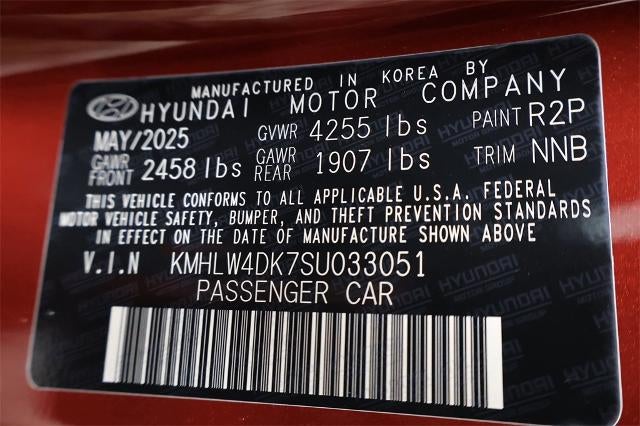 MANUFACTURED IN KOREA BY
HYUNDAI MOTOR COMPANY
MAY/2025 GVWR 4255 lbs PAINT R2P
GAWR FRONT 2458 lbs GAWR REAR 1907 lbs TRIM NNB
THIS VEHICLE CONFORMS TO ALL APPLICABLE U.S.A. FEDERAL
MOTOR VEHICLE SAFETY, BUMPER, AND THEFT PREVENTION STANDARDS
IN EFFECT ON THE DATE OF MANUFACTURE SHOWN ABOVE
V.I.N KMHLW4DK7SU033051
PASSENGER CAR